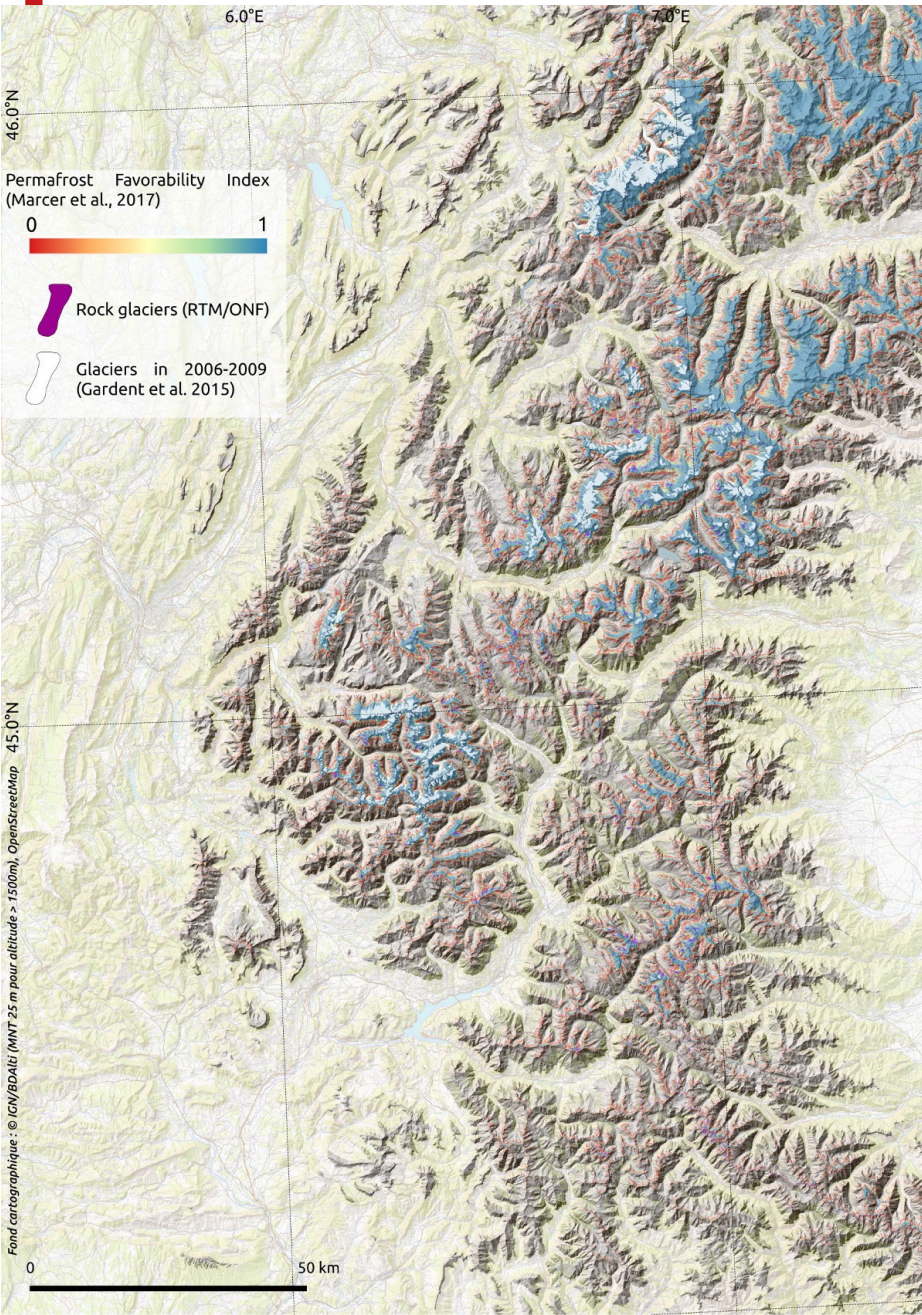 6.0°E
7.0°E
46.0°N
Permafrost Favorability Index
(Marcer et al., 2017)
0 1
Rock glaciers (RTM/ONF)
Glaciers in 2006-2009
(Gardent et al. 2015)
45.0°N
Fond cartographique : © IGN/BDAlti (MNT 25 m pour altitude > 1500m), OpenStreetMap
0 50 km